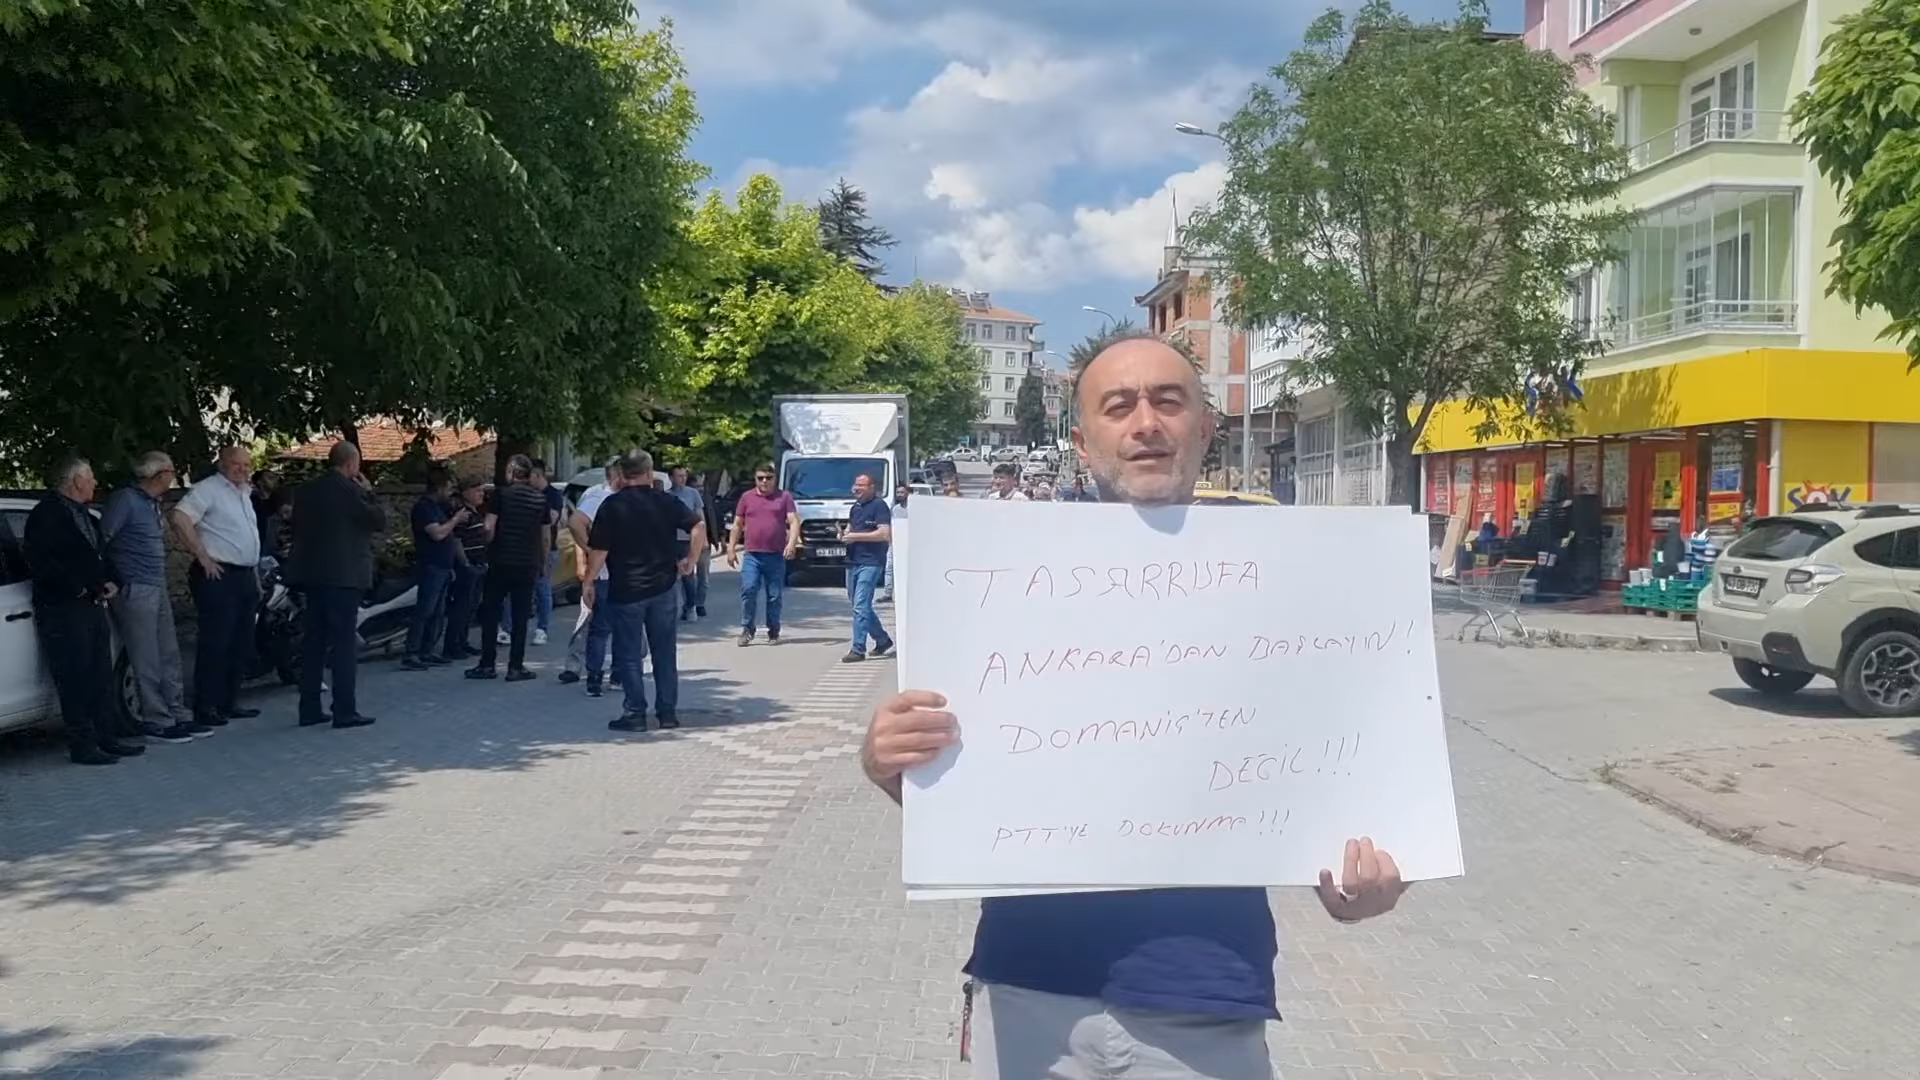 TASARRUFA
ANKARA'DAN BAŞLAYIN!
DOMANİÇ'TEN
DEĞİL!!!
PTT'YE DOKUNMA!!!
ŞOK